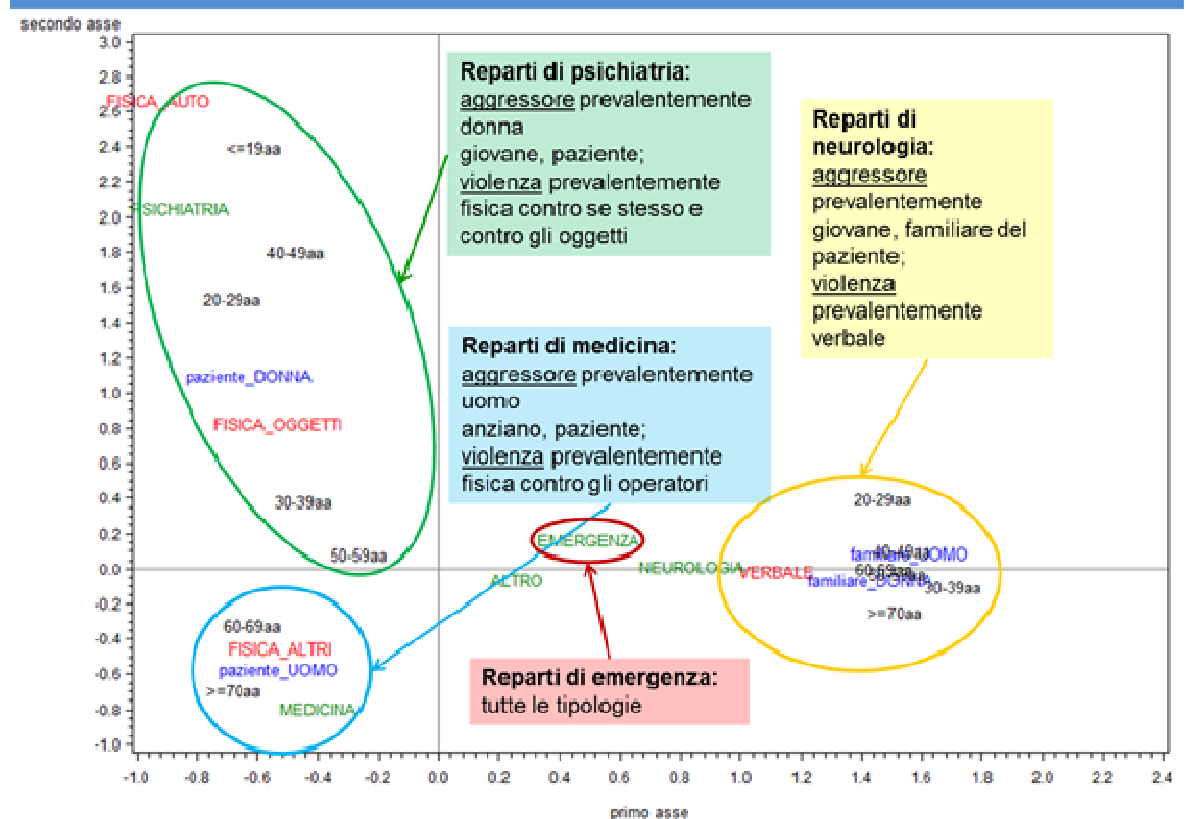 secondo asse
3.0
2.8
2.6
2.4
2.2
2.0
1.8
1.6
1.4
1.2
1.0
0.8
0.6
0.4
0.2
0.0
-0.2
-0.4
-0.6
-0.8
-1.0
FISICA_AUTO
<=19aa
PSICHIATRIA
40-49aa
20-29aa
paziente_DONNA
FISICA_OGGETTI
30-39aa
50-59aa
60-69aa
FISICA_ALTRI
paziente_UOMO
>=70aa
MEDICINA
Reparti di psichiatria:
aggressore prevalentemente
donna
giovane, paziente;
violenza prevalentemente
fisica contro se stesso e
contro gli oggetti
Reparti di medicina:
aggressore prevalentemente
uomo
anziano, paziente;
violenza prevalentemente
fisica contro gli operatori
EMERGENZA
ALTRO
NEUROLOGIA
VERBALE
Reparti di emergenza:
tutte le tipologie
Reparti di
neurologia:
aggressore
prevalentemente
giovane, familiare del
paziente;
violenza
prevalentemente
verbale
20-29aa
40-49aa
familiare_UOMO
60-69aa
familiare_DONNA
30-39aa
>=70aa
-1.0 -0.8 -0.6 -0.4 -0.2 0.0 0.2 0.4 0.6 0.8 1.0 1.2 1.4 1.6 1.8 2.0 2.2 2.4
primo asse